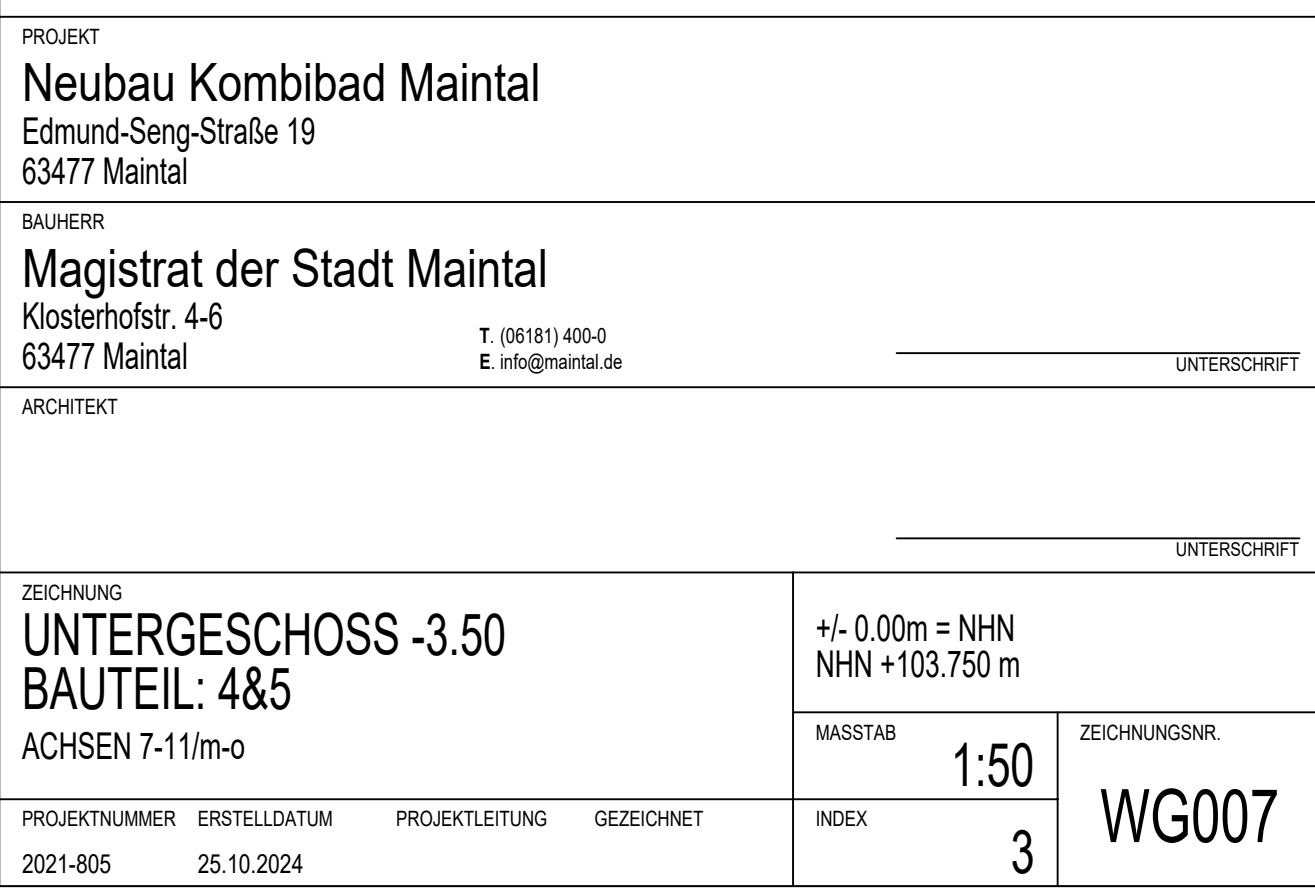 PROJEKT
Neubau Kombibad Maintal
Edmund-Seng-Straße 19
63477 Maintal
BAUHERR
Magistrat der Stadt Maintal
Klosterhofstr. 4-6
63477 Maintal
T. (06181) 400-0
E. info@maintal.de
UNTERSCHRIFT
ARCHITEKT
UNTERSCHRIFT
ZEICHNUNG
UNTERGESCHOSS -3.50
BAUTEIL: 4&5
ACHSEN 7-11/m-o
+/- 0.00m = NHN
NHN +103.750 m
MASSTAB
1:50
ZEICHNUNGSNR.
WG007
PROJEKTNUMMER ERSTELLDATUM PROJEKTLEITUNG GEZEICHNET
2021-805 25.10.2024
INDEX
3